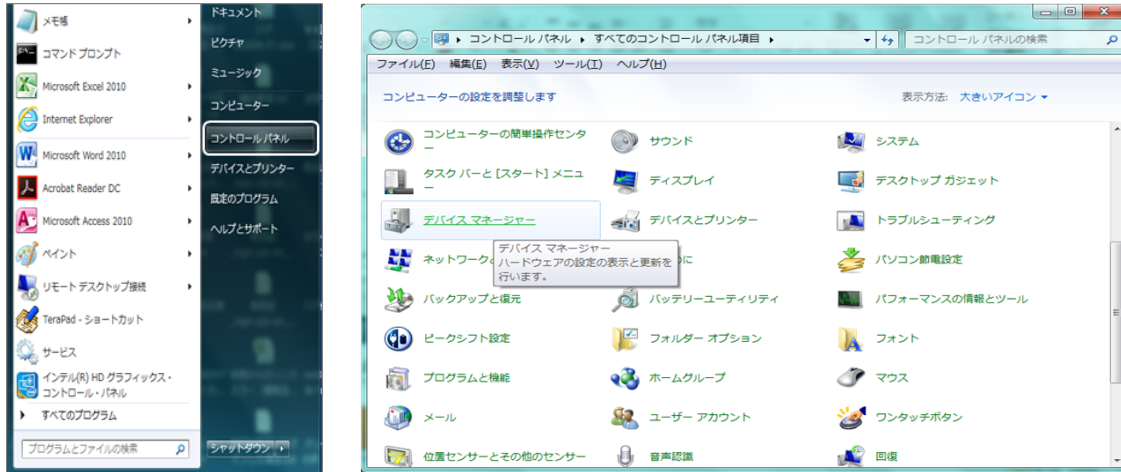 メモ帳
コマンド プロンプト
Microsoft Excel 2010
Internet Explorer
Microsoft Word 2010
Acrobat Reader DC
Microsoft Access 2010
ペイント
リモート デスクトップ接続
TeraPad - ショートカット
サービス
インテル(R) HD グラフィックス・
コントロール・パネル
すべてのプログラム
プログラムとファイルの検索
ドキュメント
ピクチャ
ミュージック
コンピューター
コントロール パネル
デバイスとプリンター
既定のプログラム
ヘルプとサポート
シャットダウン
コントロール パネル ▸ すべてのコントロール パネル項目 ▸
コントロール パネルの検索
ファイル(F) 編集(E) 表示(V) ツール(T) ヘルプ(H)
コンピューターの設定を調整します
表示方法: 大きいアイコン
コンピューターの簡単操作センタ
ー
サウンド
システム
タスク バーと [スタート] メニュ
ー
ディスプレイ
デスクトップ ガジェット
デバイス マネージャー
デバイスとプリンター
トラブルシューティング
デバイス マネージャー
ハードウェアの設定の表示と更新を
行います。
ネットワーク
に
パソコン節電設定
バックアップと復元
バッテリーユーティリティ
パフォーマンスの情報とツール
ピークシフト設定
フォルダー オプション
フォント
プログラムと機能
ホームグループ
マウス
メール
ユーザー アカウント
ワンタッチボタン
位置センサーとその他のセンサー
音声認識
回復